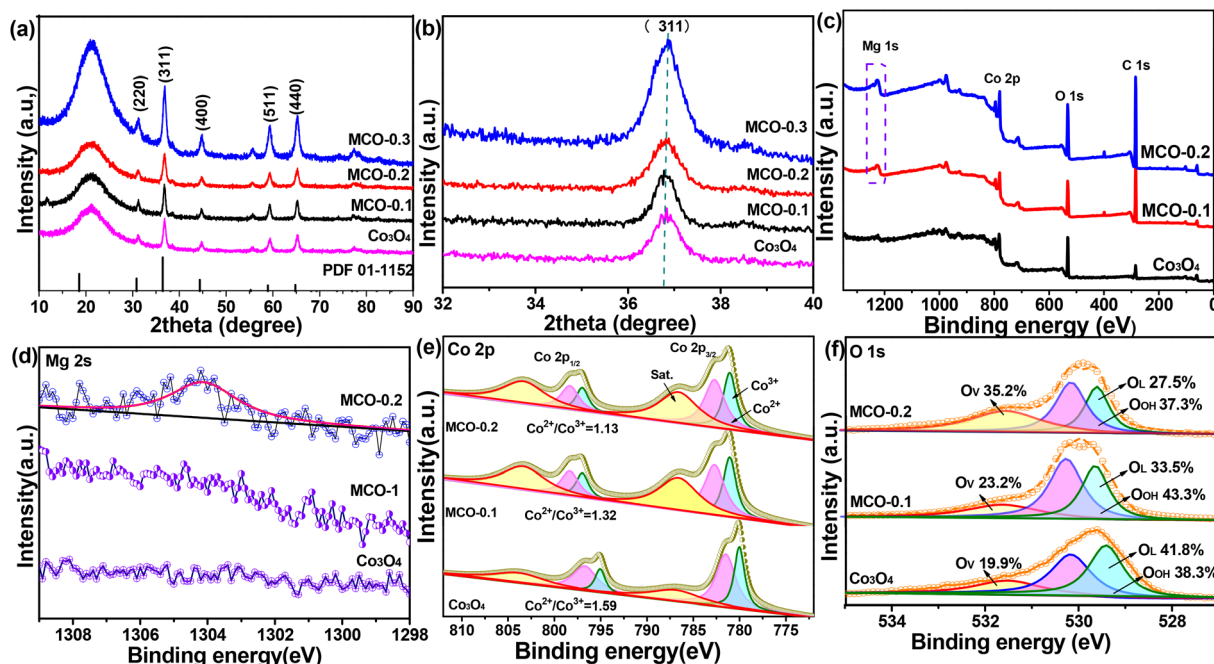 (a)
Intensity (a.u.)
(220)
(311)
(400)
(511)
(440)
MCO-0.3
MCO-0.2
MCO-0.1
Co₃O₄
PDF 01-1152
10 20 30 40 50 60 70 80 90
2theta (degree)
(b)
Intensity (a.u.)
( 311)
MCO-0.3
MCO-0.2
MCO-0.1
Co₃O₄
32 34 36 38 40
2theta (degree)
(c)
Intensity (a.u.)
Mg 1s
Co 2p
O 1s
C 1s
MCO-0.2
MCO-0.1
Co₃O₄
1200 1000 800 600 400 200 0
Binding energy (eV)
(d)
Mg 2s
Intensity(a.u.)
MCO-0.2
MCO-1
Co₃O₄
1308 1306 1304 1302 1300 1298
Binding energy(eV)
(e)
Co 2p
Intensity(a.u.)
Co 2p₁/₂
Co 2p₃/₂
Sat.
Co³⁺
Co²⁺
MCO-0.2
Co²⁺/Co³⁺=1.13
MCO-0.1
Co²⁺/Co³⁺=1.32
Co₃O₄
Co²⁺/Co³⁺=1.59
810 805 800 795 790 785 780 775
Binding energy (eV)
(f)
O 1s
Intensity(a.u.)
Oᵥ 35.2%
O_L 27.5%
O_OH 37.3%
MCO-0.2
Oᵥ 23.2%
O_L 33.5%
O_OH 43.3%
MCO-0.1
Oᵥ 19.9%
O_L 41.8%
O_OH 38.3%
Co₃O₄
534 532 530 528
Binding energy (eV)